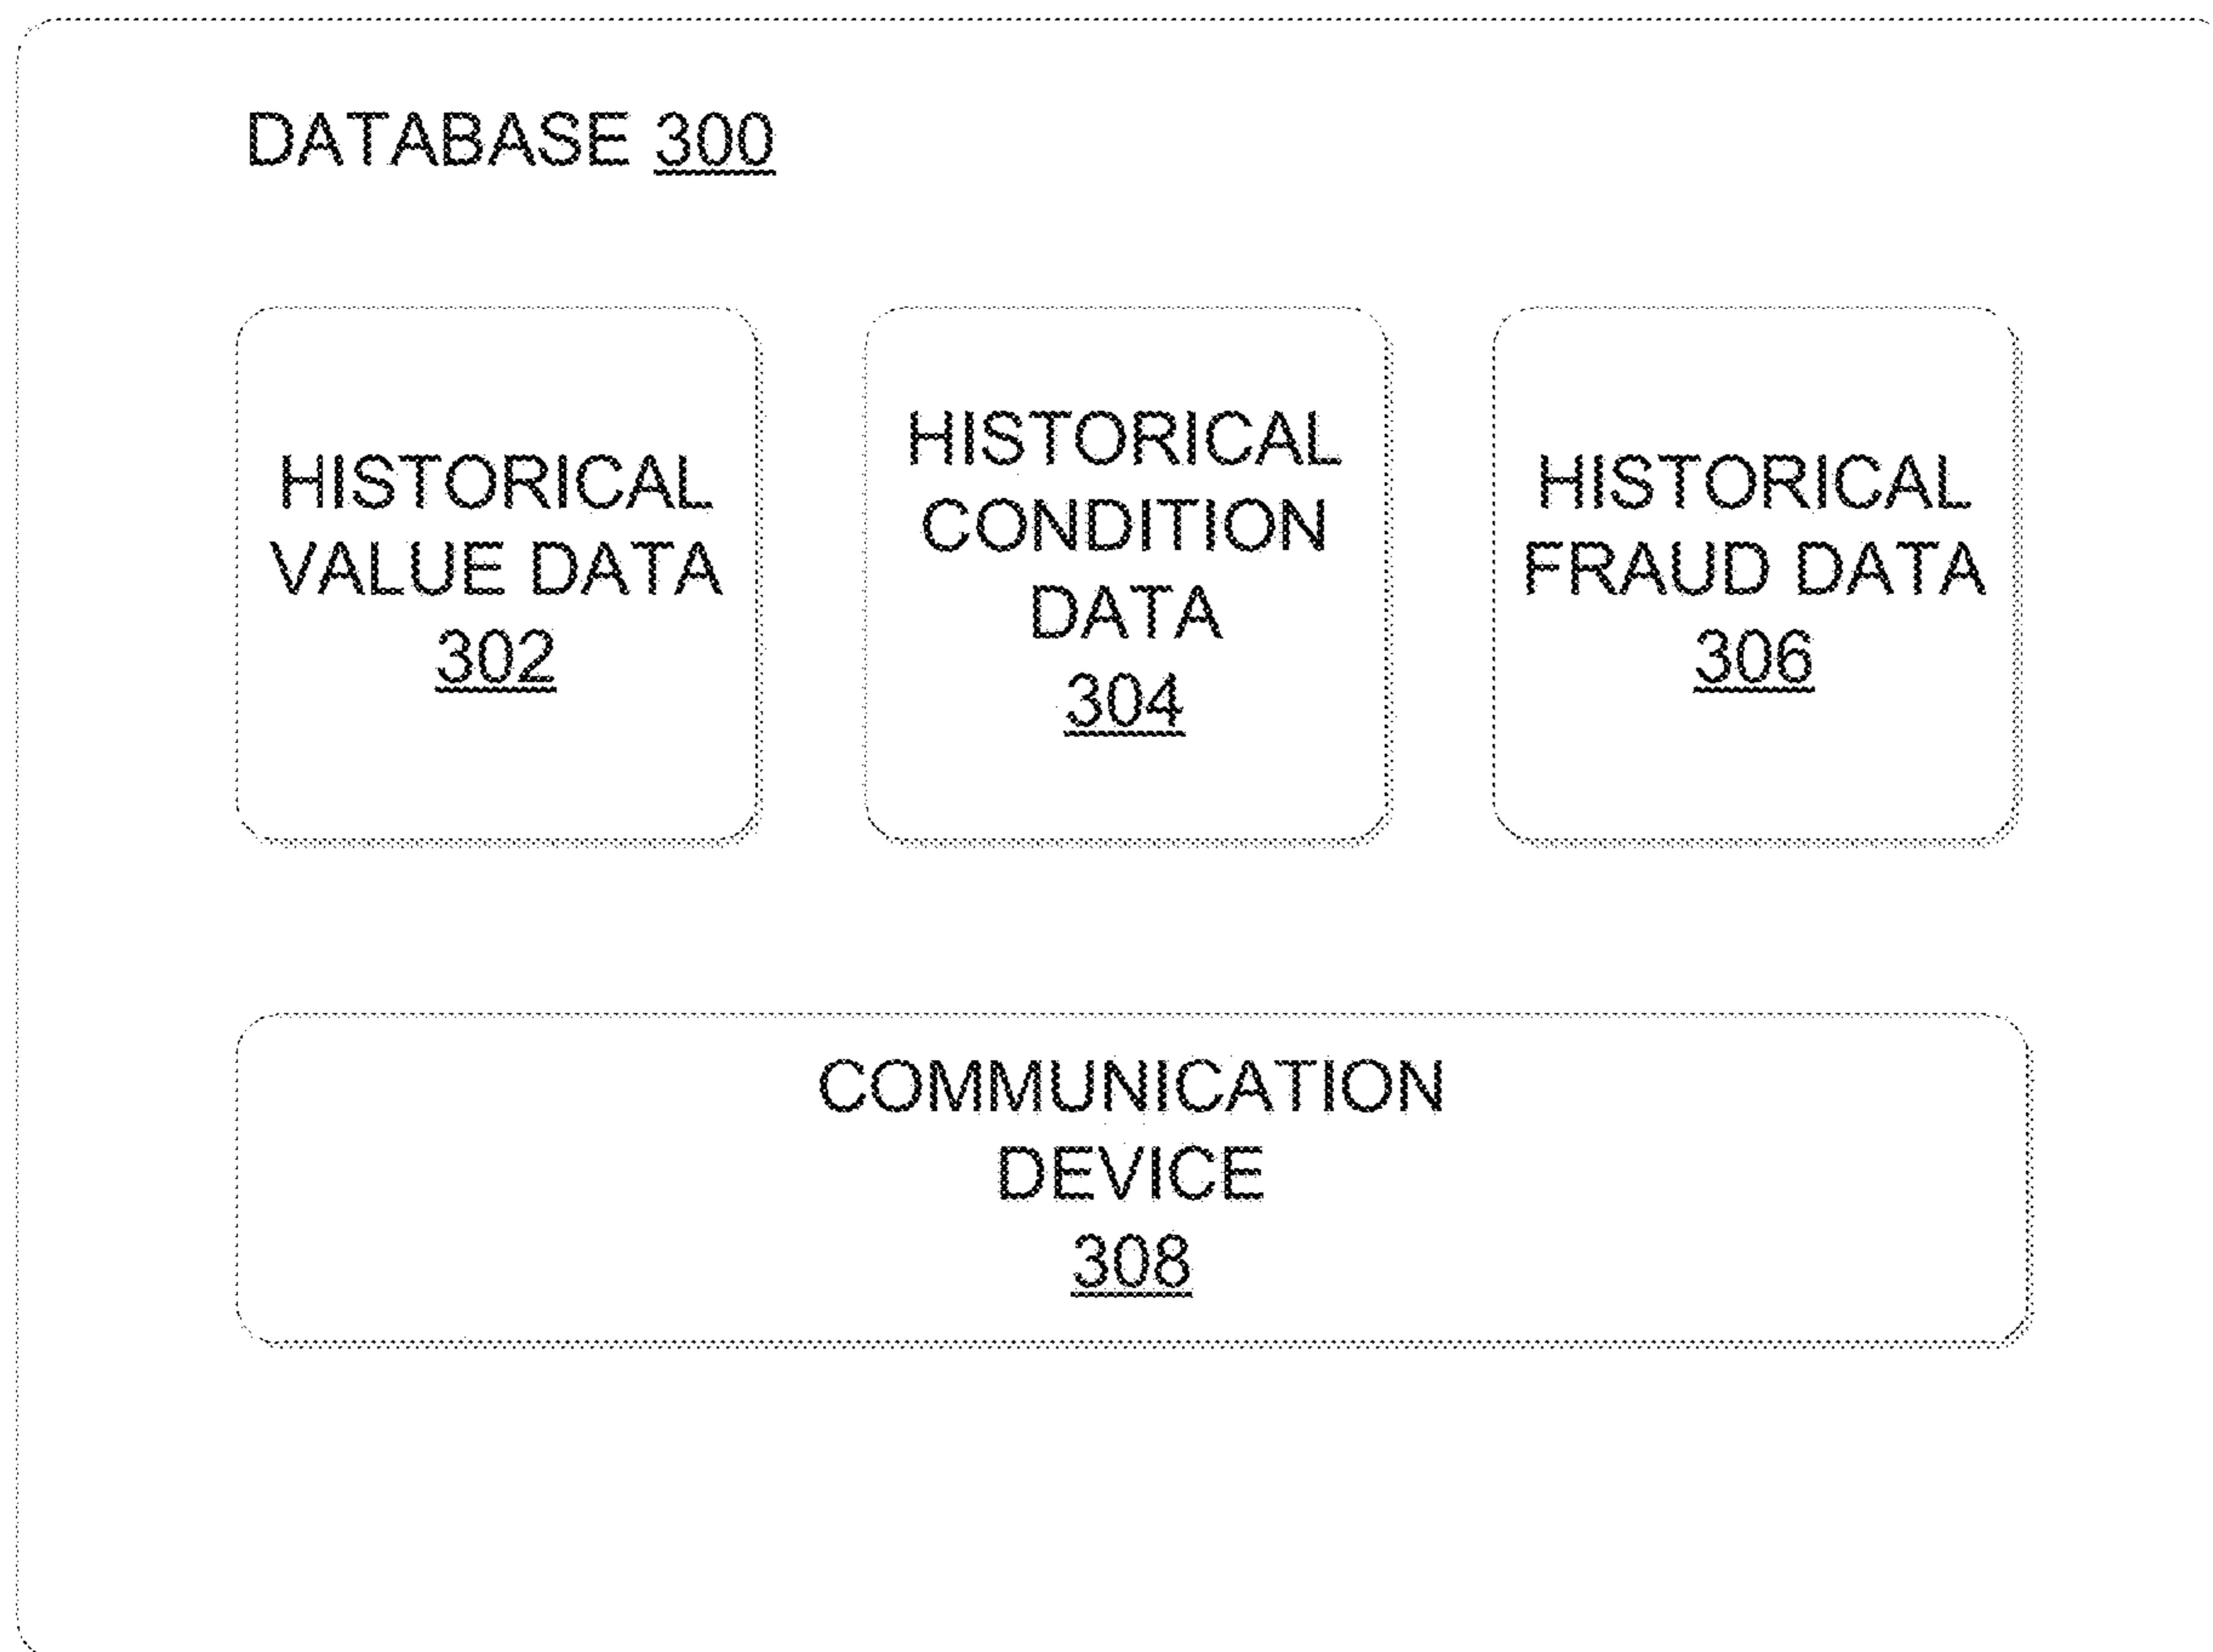 DATABASE 300
HISTORICAL
VALUE DATA
302
HISTORICAL
CONDITION
DATA
304
HISTORICAL
FRAUD DATA
306
COMMUNICATION
DEVICE
308